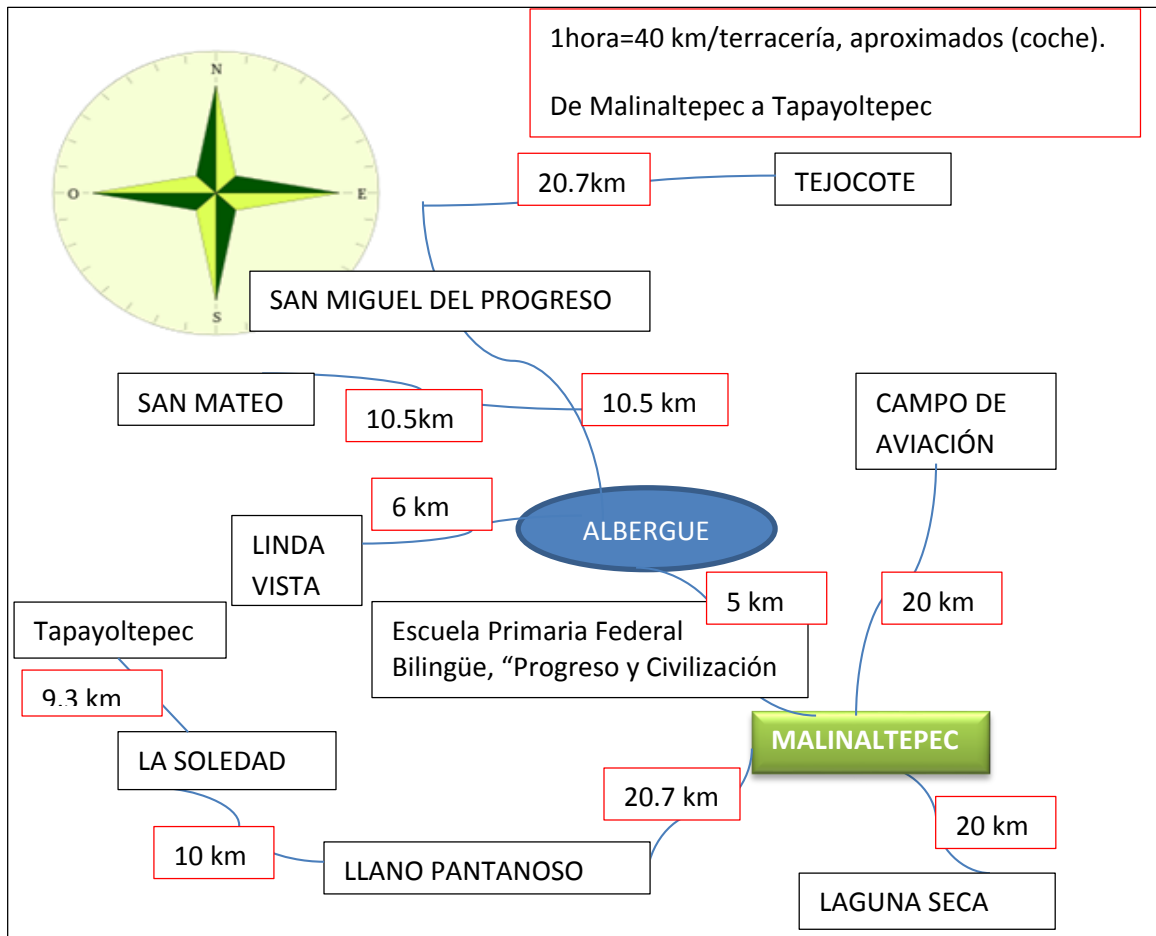 1hora=40 km/terracería, aproximados (coche).
De Malinaltepec a Tapayoltepec
N
O
E
S
20.7km
TEJOCOTE
SAN MIGUEL DEL PROGRESO
SAN MATEO
10.5km
10.5 km
CAMPO DE
AVIACIÓN
6 km
ALBERGUE
LINDA
VISTA
5 km
20 km
Tapayoltepec
Escuela Primaria Federal
Bilingüe, “Progreso y Civilización
9.3 km
LA SOLEDAD
MALINALTEPEC
20.7 km
20 km
10 km
LLANO PANTANOSO
LAGUNA SECA